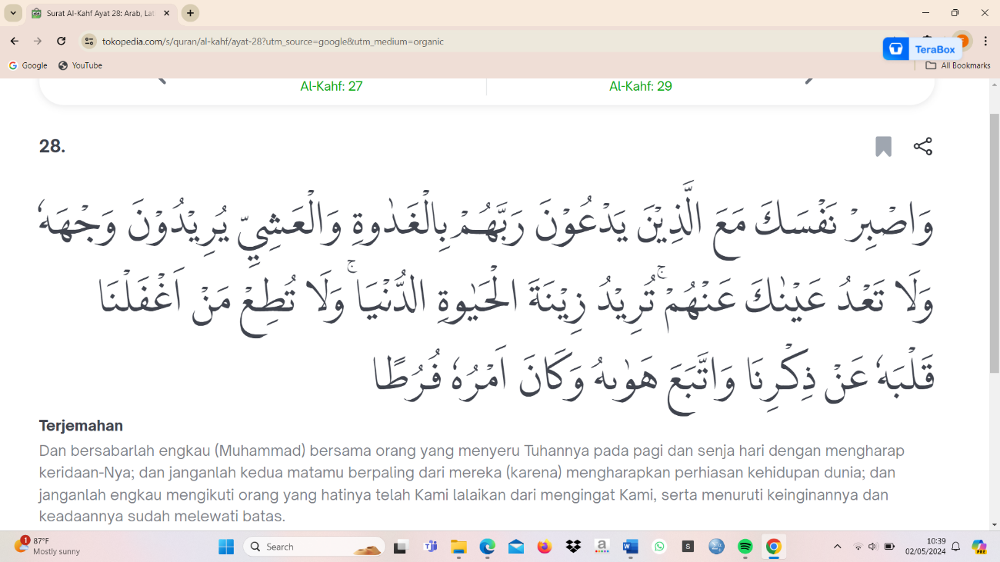 Surat Al-Kahf Ayat 28: Arab, Lat
tokopedia.com/s/quran/al-kahf/ayat-28?utm_source=google&utm_medium=organic
TeraBox
Google
YouTube
All Bookmarks
Al-Kahf: 27
Al-Kahf: 29
28.
وَاصْبِرْ نَفْسَكَ مَعَ الَّذِيْنَ يَدْعُوْنَ رَبَّهُمْ بِالْغَدٰوةِ وَالْعَشِيِّ يُرِيْدُوْنَ وَجْهَهٗ
وَلَا تَعْدُ عَيْنٰكَ عَنْهُمْۚ تُرِيْدُ زِيْنَةَ الْحَيٰوةِ الدُّنْيَاۚ وَلَا تُطِعْ مَنْ اَغْفَلْنَا
قَلْبَهٗ عَنْ ذِكْرِنَا وَاتَّبَعَ هَوٰىهُ وَكَانَ اَمْرُهٗ فُرُطًا
Terjemahan
Dan bersabarlah engkau (Muhammad) bersama orang yang menyeru Tuhannya pada pagi dan senja hari dengan mengharap
keridaan-Nya; dan janganlah kedua matamu berpaling dari mereka (karena) mengharapkan perhiasan kehidupan dunia; dan
janganlah engkau mengikuti orang yang hatinya telah Kami lalaikan dari mengingat Kami, serta menuruti keinginannya dan
keadaannya sudah melewati batas.
1
87°F
Mostly sunny
Search
10:39
02/05/2024
PRE